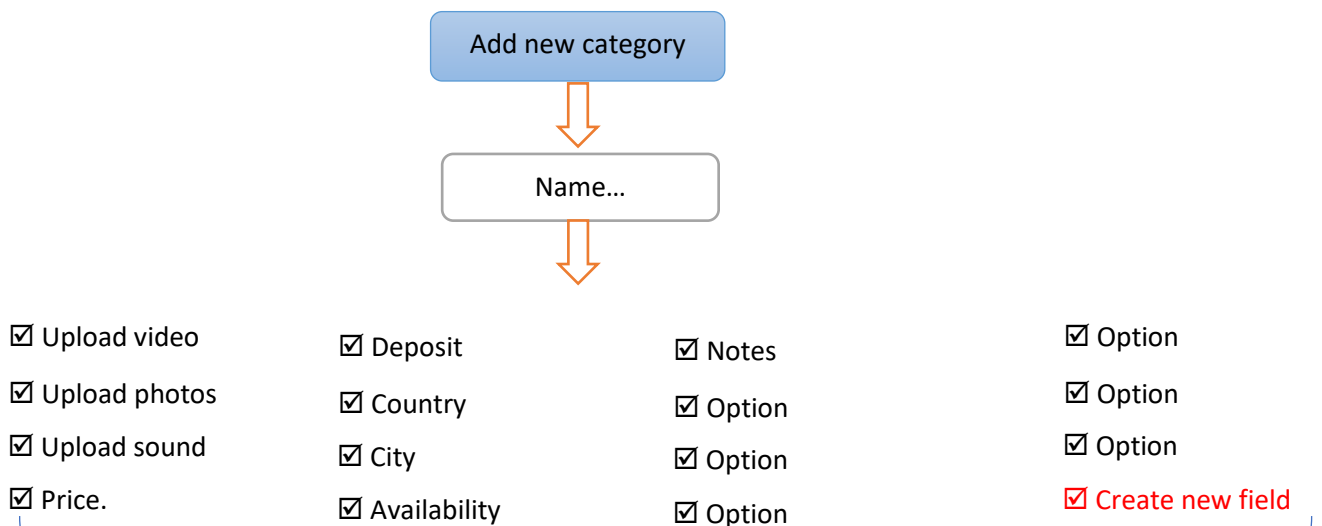 Add new category
Name…
☑ Upload video
☑ Upload photos
☑ Upload sound
☑ Price.
☑ Deposit
☑ Country
☑ City
☑ Availability
☑ Notes
☑ Option
☑ Option
☑ Option
☑ Option
☑ Option
☑ Option
☑ Create new field